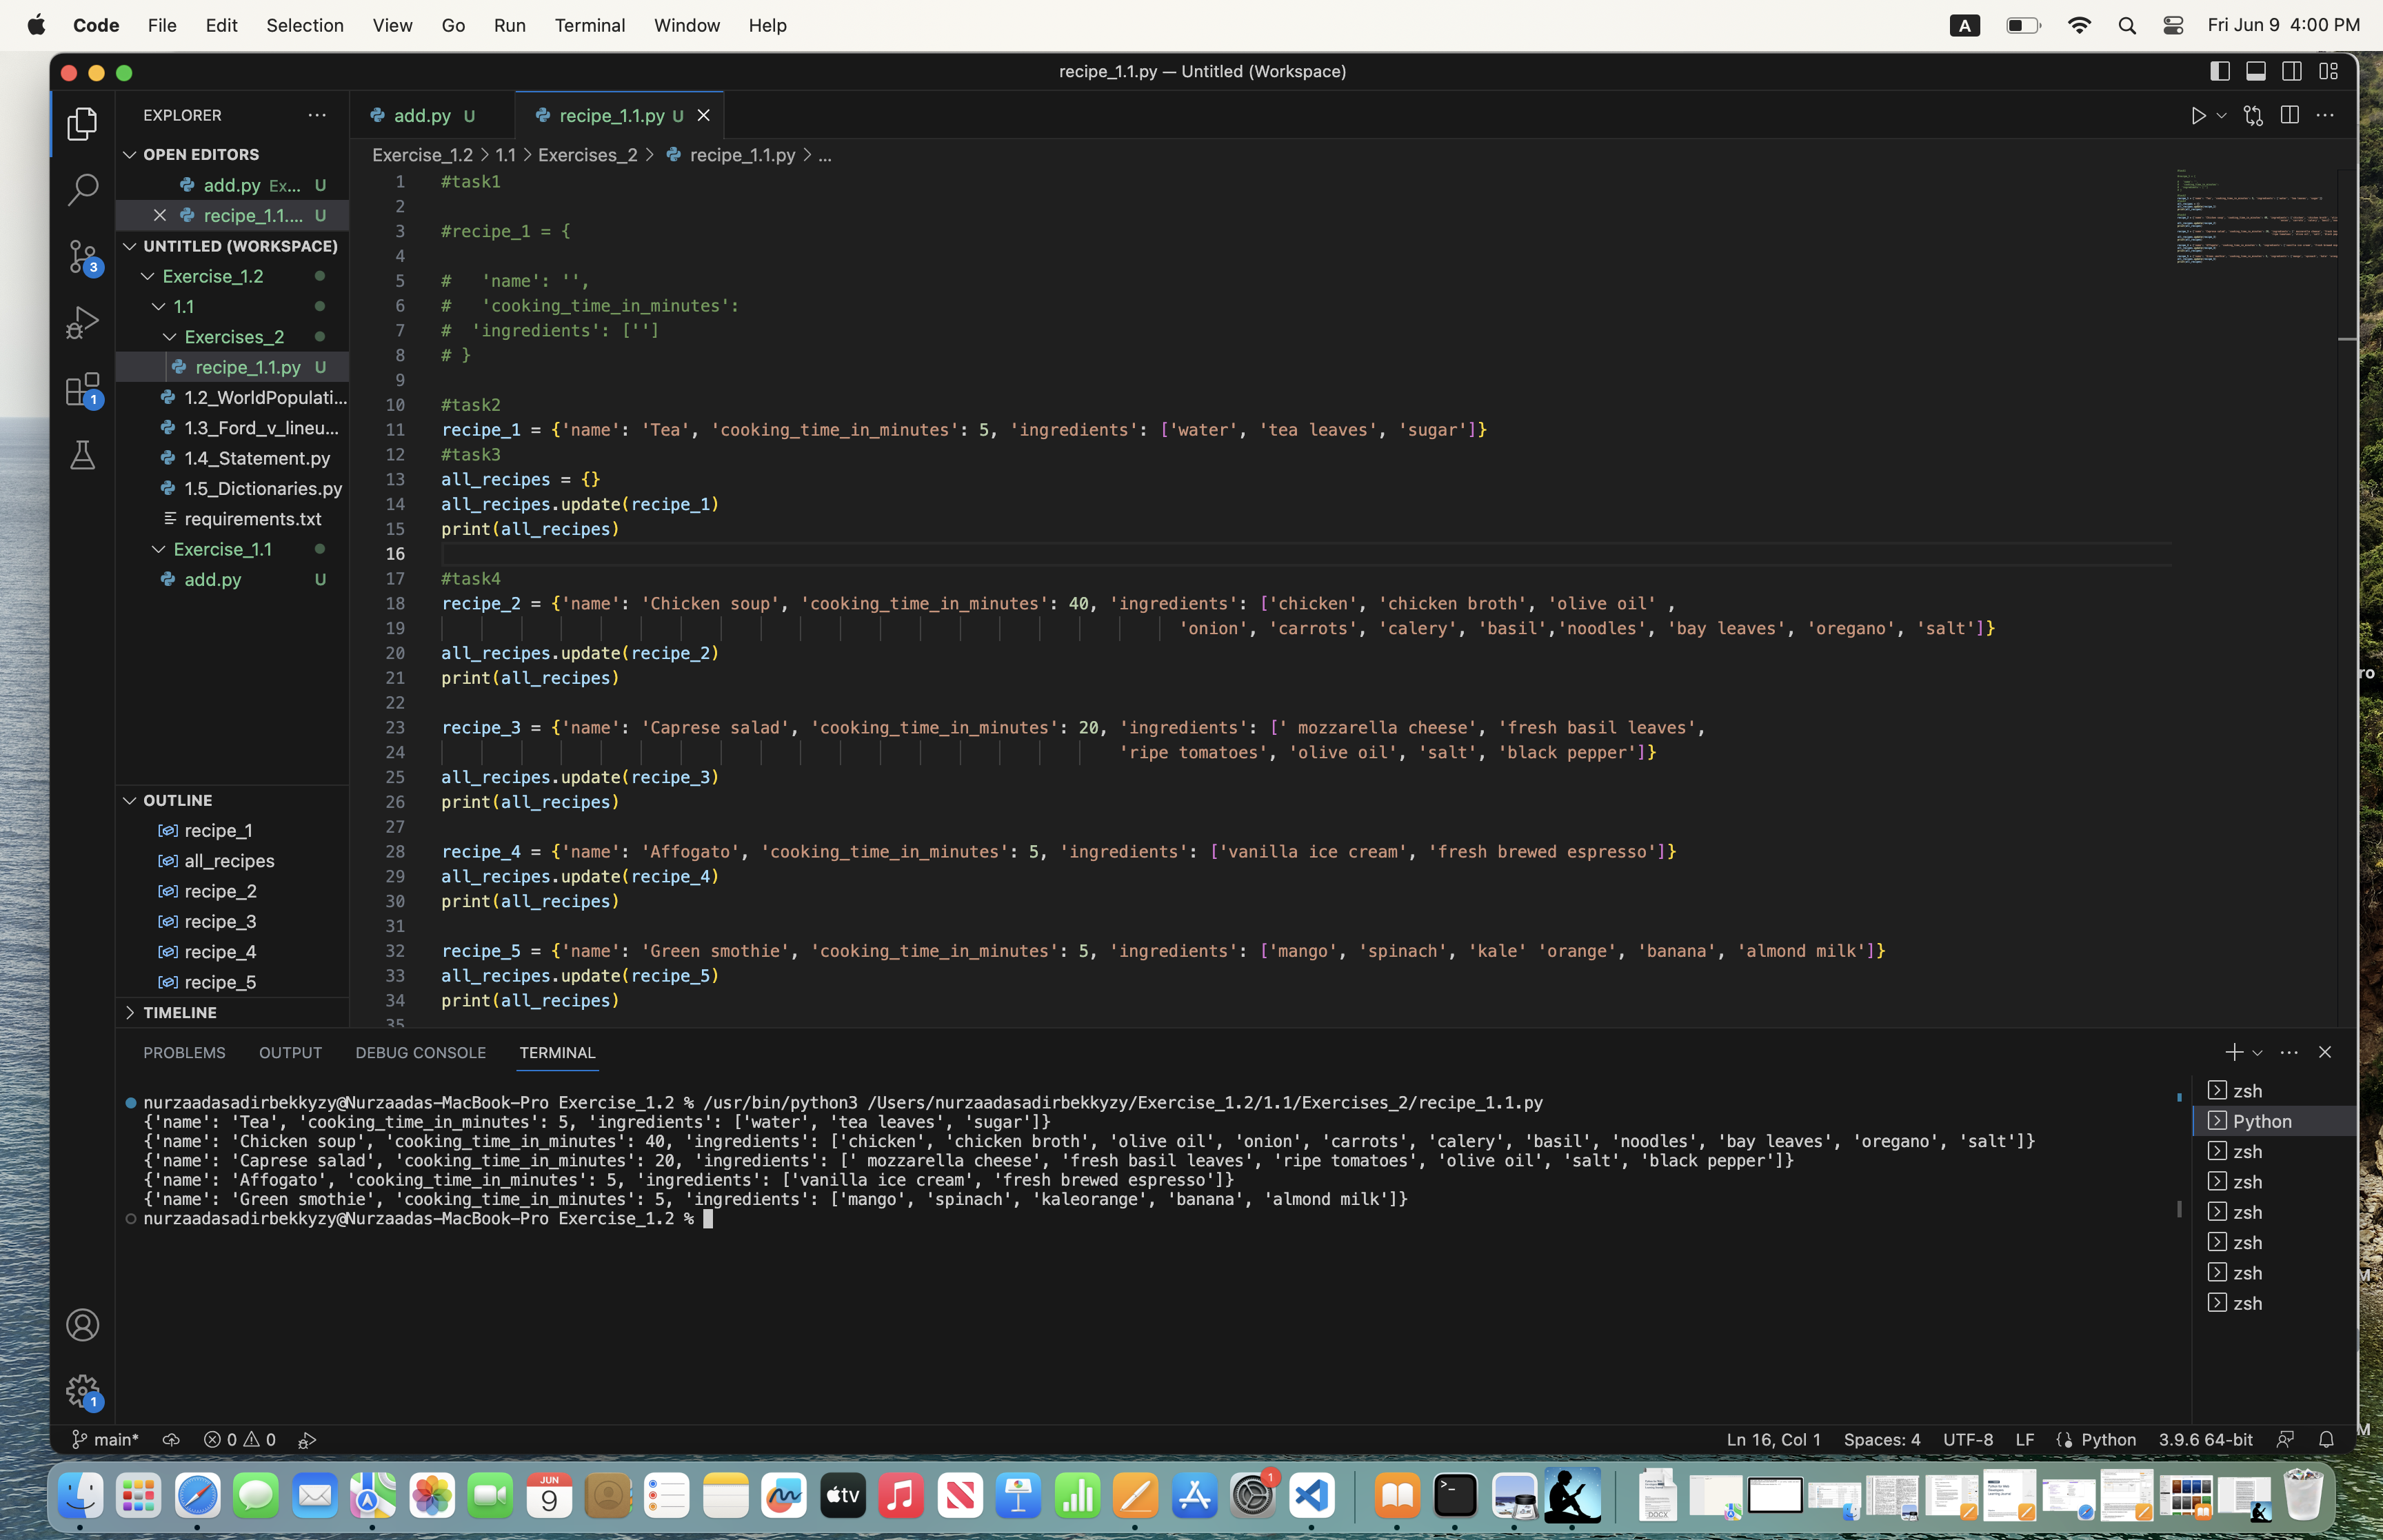 Code File Edit Selection View Go Run Terminal Window Help A Fri Jun 9 4:00 PM
recipe_1.1.py — Untitled (Workspace)
EXPLORER
add.py U
recipe_1.1.py U
OPEN EDITORS
add.py Ex... U
recipe_1.1.... U
UNTITLED (WORKSPACE)
Exercise_1.2
1.1
Exercises_2
recipe_1.1.py U
1.2_WorldPopulati...
1.3_Ford_v_lineu...
1.4_Statement.py
1.5_Dictionaries.py
requirements.txt
Exercise_1.1
add.py U
3
1
OUTLINE
recipe_1
all_recipes
recipe_2
recipe_3
recipe_4
recipe_5
TIMELINE
1
Exercise_1.2 > 1.1 > Exercises_2 > recipe_1.1.py > ...
1 #task1
2
3 #recipe_1 = {
4
5 #   'name': '',
6 #   'cooking_time_in_minutes':
7 #  'ingredients': ['']
8 # }
9
10 #task2
11 recipe_1 = {'name': 'Tea', 'cooking_time_in_minutes': 5, 'ingredients': ['water', 'tea leaves', 'sugar']}
12 #task3
13 all_recipes = {}
14 all_recipes.update(recipe_1)
15 print(all_recipes)
16
17 #task4
18 recipe_2 = {'name': 'Chicken soup', 'cooking_time_in_minutes': 40, 'ingredients': ['chicken', 'chicken broth', 'olive oil' ,
19 'onion', 'carrots', 'calery', 'basil','noodles', 'bay leaves', 'oregano', 'salt']}
20 all_recipes.update(recipe_2)
21 print(all_recipes)
22
23 recipe_3 = {'name': 'Caprese salad', 'cooking_time_in_minutes': 20, 'ingredients': [' mozzarella cheese', 'fresh basil leaves',
24 'ripe tomatoes', 'olive oil', 'salt', 'black pepper']}
25 all_recipes.update(recipe_3)
26 print(all_recipes)
27
28 recipe_4 = {'name': 'Affogato', 'cooking_time_in_minutes': 5, 'ingredients': ['vanilla ice cream', 'fresh brewed espresso']}
29 all_recipes.update(recipe_4)
30 print(all_recipes)
31
32 recipe_5 = {'name': 'Green smothie', 'cooking_time_in_minutes': 5, 'ingredients': ['mango', 'spinach', 'kale' 'orange', 'banana', 'almond milk']}
33 all_recipes.update(recipe_5)
34 print(all_recipes)
35
PROBLEMS OUTPUT DEBUG CONSOLE TERMINAL
nurzaadasadirbekkyzy@Nurzaadas-MacBook-Pro Exercise_1.2 % /usr/bin/python3 /Users/nurzaadasadirbekkyzy/Exercise_1.2/1.1/Exercises_2/recipe_1.1.py
{'name': 'Tea', 'cooking_time_in_minutes': 5, 'ingredients': ['water', 'tea leaves', 'sugar']}
{'name': 'Chicken soup', 'cooking_time_in_minutes': 40, 'ingredients': ['chicken', 'chicken broth', 'olive oil', 'onion', 'carrots', 'calery', 'basil', 'noodles', 'bay leaves', 'oregano', 'salt']}
{'name': 'Caprese salad', 'cooking_time_in_minutes': 20, 'ingredients': [' mozzarella cheese', 'fresh basil leaves', 'ripe tomatoes', 'olive oil', 'salt', 'black pepper']}
{'name': 'Affogato', 'cooking_time_in_minutes': 5, 'ingredients': ['vanilla ice cream', 'fresh brewed espresso']}
{'name': 'Green smothie', 'cooking_time_in_minutes': 5, 'ingredients': ['mango', 'spinach', 'kaleorange', 'banana', 'almond milk']}
nurzaadasadirbekkyzy@Nurzaadas-MacBook-Pro Exercise_1.2 %
zsh
Python
zsh
zsh
zsh
zsh
zsh
zsh
main* 0 0 Ln 16, Col 1 Spaces: 4 UTF-8 LF Python 3.9.6 64-bit
JUN
9
tv
1
DOCX
ro
M
M